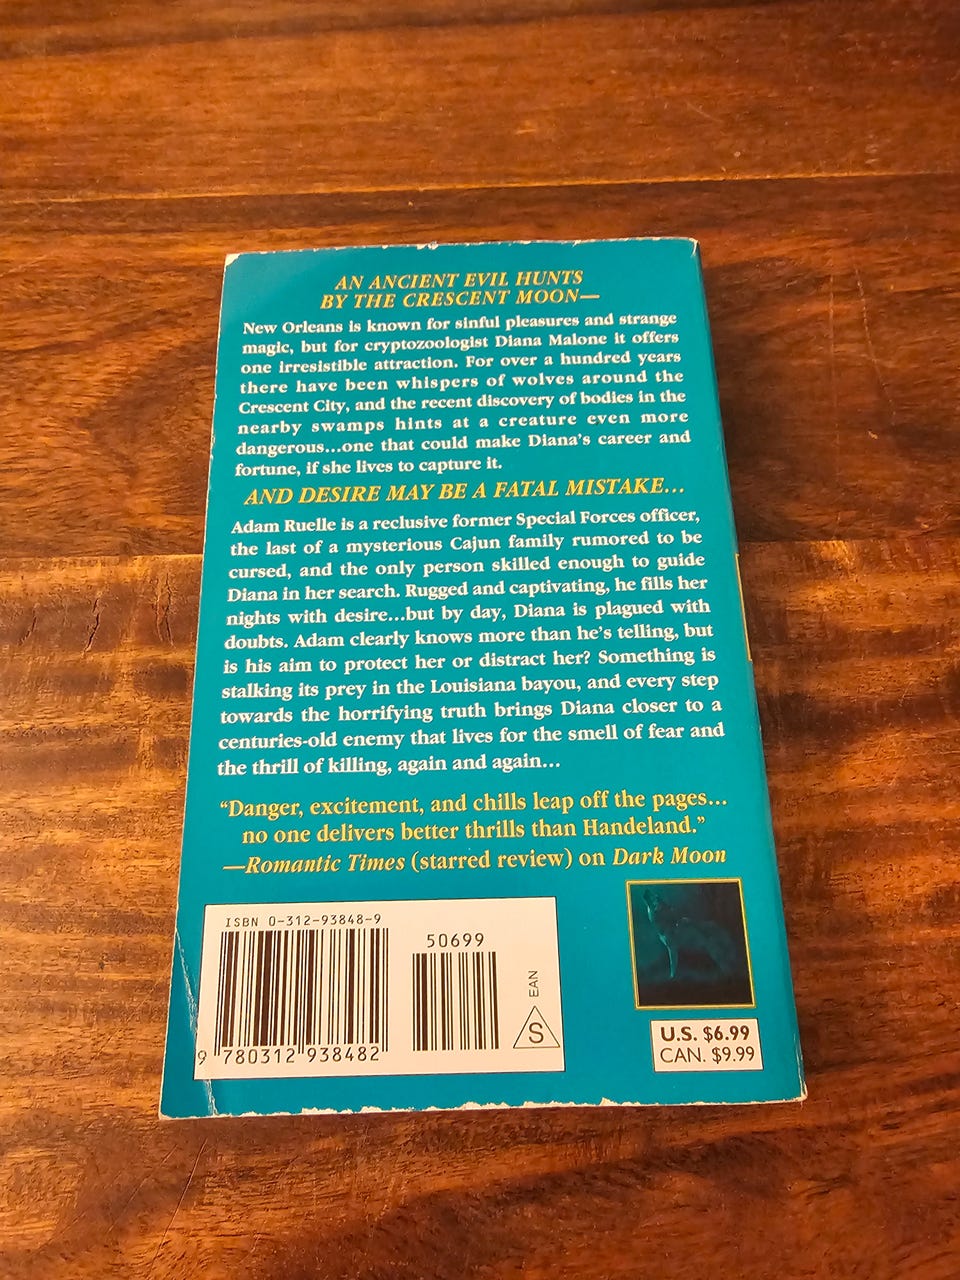 AN ANCIENT EVIL HUNTS
BY THE CRESCENT MOON—
New Orleans is known for sinful pleasures and strange
magic, but for cryptozoologist Diana Malone it offers
one irresistible attraction. For over a hundred years
there have been whispers of wolves around the
Crescent City, and the recent discovery of bodies in the
nearby swamps hints at a creature even more
dangerous...one that could make Diana's career and
fortune, if she lives to capture it.
AND DESIRE MAY BE A FATAL MISTAKE...
Adam Ruelle is a reclusive former Special Forces officer,
the last of a mysterious Cajun family rumored to be
cursed, and the only person skilled enough to guide
Diana in her search. Rugged and captivating, he fills her
nights with desire...but by day, Diana is plagued with
doubts. Adam clearly knows more than he's telling, but
is his aim to protect her or distract her? Something is
stalking its prey in the Louisiana bayou, and every step
towards the horrifying truth brings Diana closer to a
centuries-old enemy that lives for the smell of fear and
the thrill of killing, again and again...
“Danger, excitement, and chills leap off the pages...
no one delivers better thrills than Handeland.”
—Romantic Times (starred review) on Dark Moon
ISBN 0-312-93848-9
50699
9 780312 938482
EAN
S
U.S. $6.99
CAN. $9.99